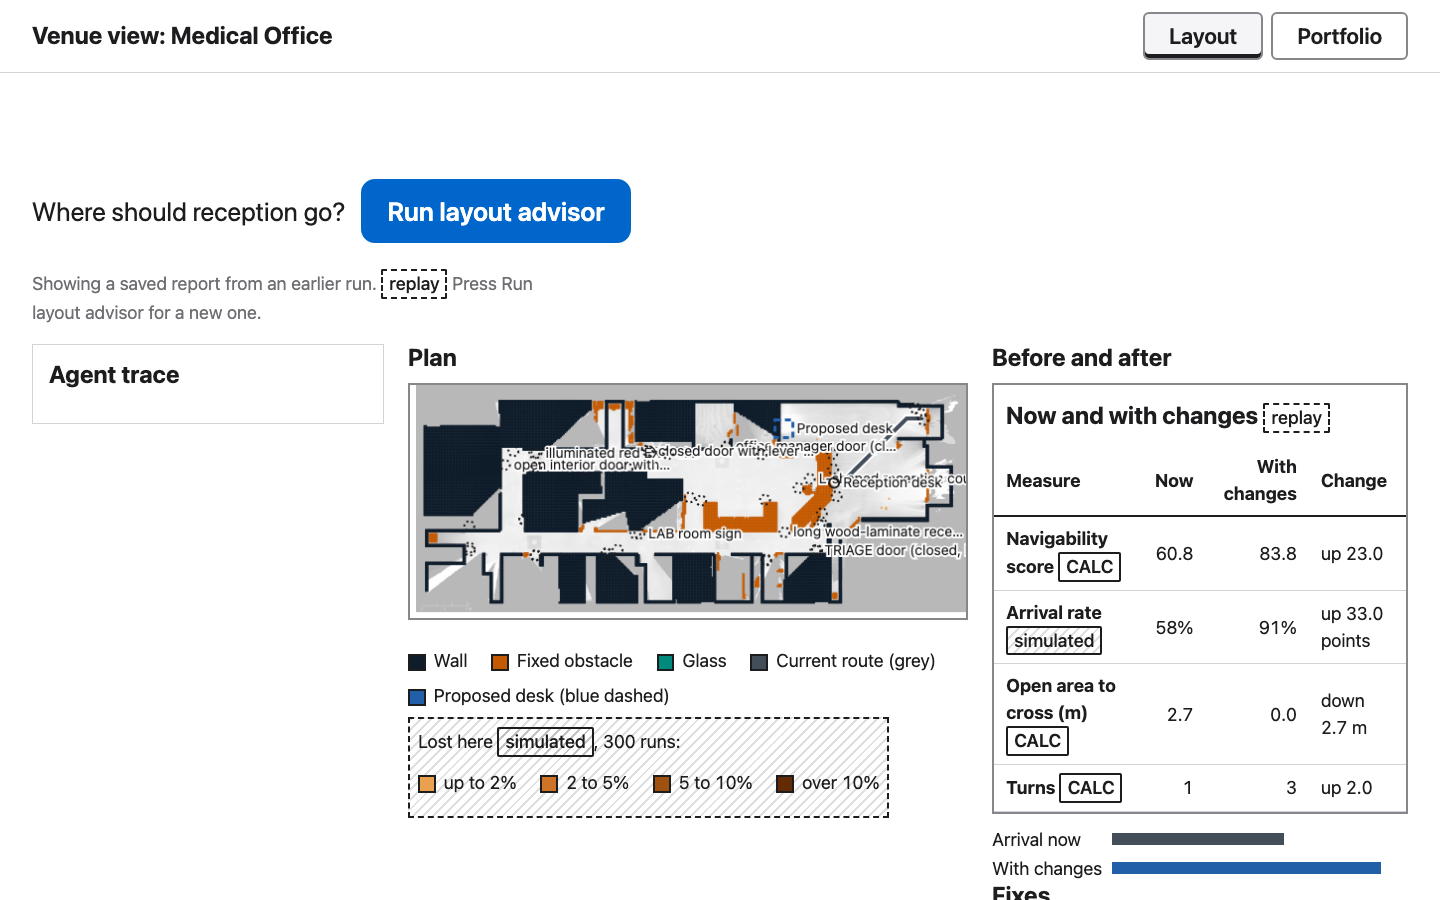 Venue view: Medical Office
Layout
Portfolio
Where should reception go?
Run layout advisor
Showing a saved report from an earlier run. replay Press Run
layout advisor for a new one.
Agent trace
Plan
Proposed desk
office manager door (cl...
illuminated red
closed door with lever ...
open interior door with...
Reception desk
LAB room sign
long wood-laminate rece...
TRIAGE door (closed,
Wall
Fixed obstacle
Glass
Current route (grey)
Proposed desk (blue dashed)
Lost here simulated, 300 runs:
up to 2%
2 to 5%
5 to 10%
over 10%
Before and after
Now and with changes replay
Measure
Now
With
changes
Change
Navigability
score CALC
60.8
83.8
up 23.0
Arrival rate
simulated
58%
91%
up 33.0
points
Open area to
cross (m)
CALC
2.7
0.0
down
2.7 m
Turns CALC
1
3
up 2.0
Arrival now
With changes
Fixes